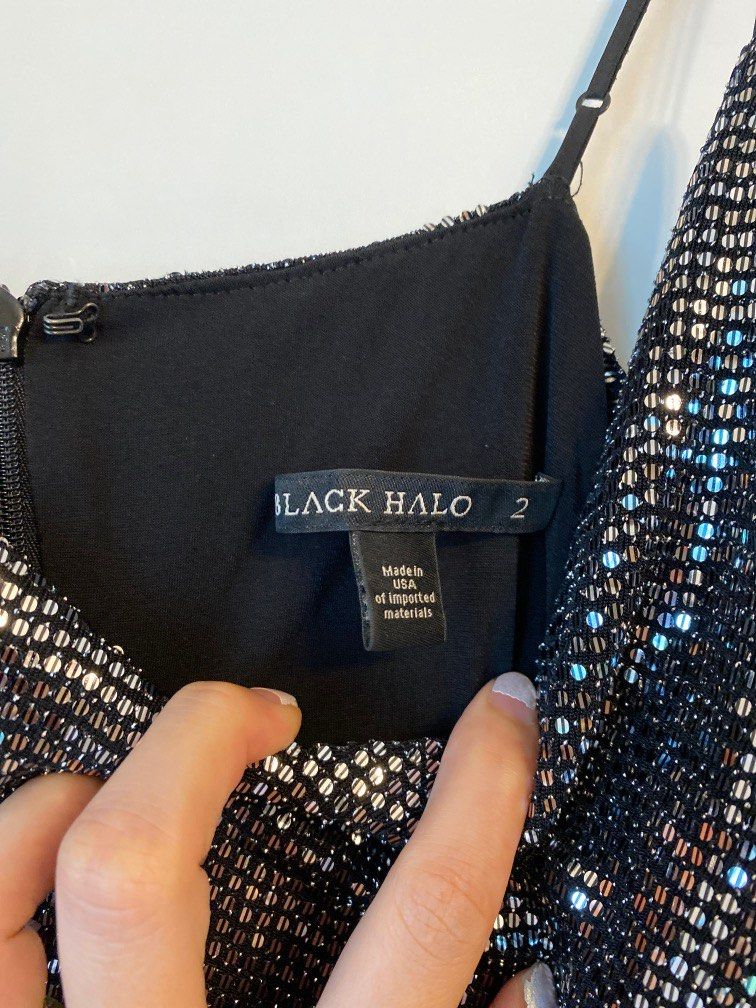 BLACK HALO 2
Made in
USA
of imported
materials